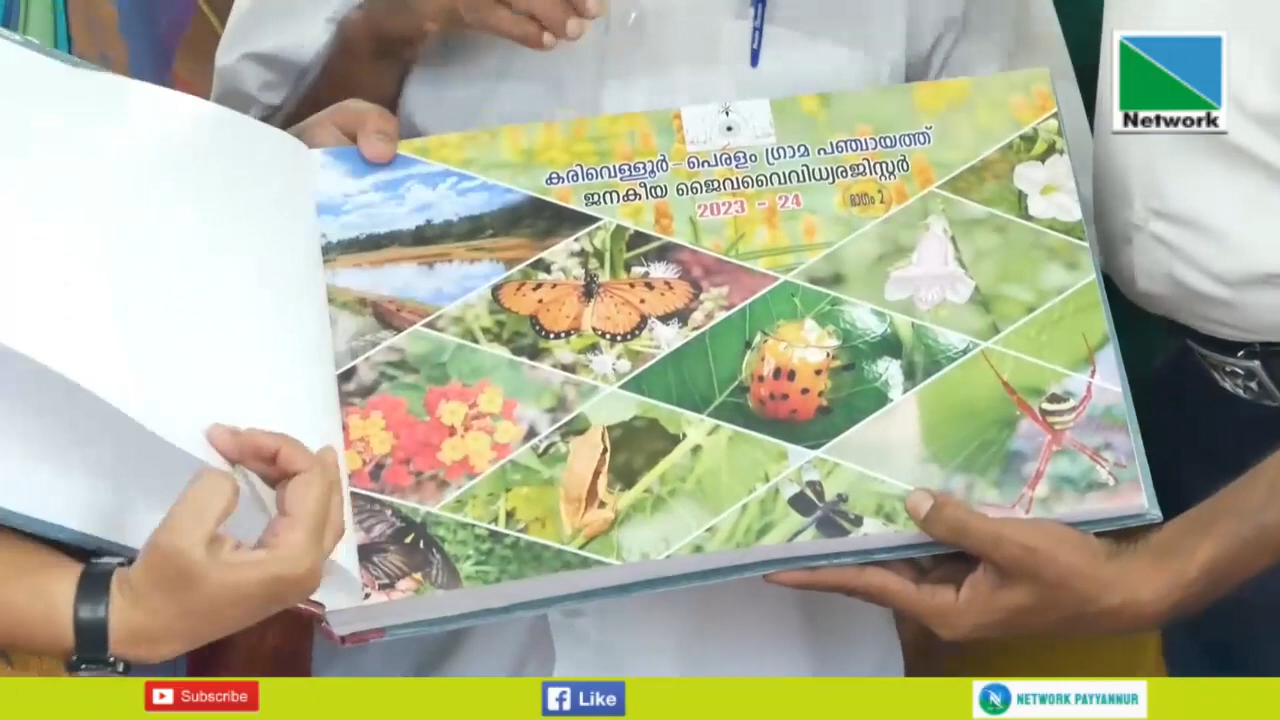 Network
കരിവെള്ളൂർ - പെരളം ഗ്രാമ പഞ്ചായത്ത്
ജനകീയ ജൈവവൈവിധ്യരജിസ്റ്റർ
2023 - 24
ഭാഗം 2
Subscribe
Like
NETWORK PAYYANNUR